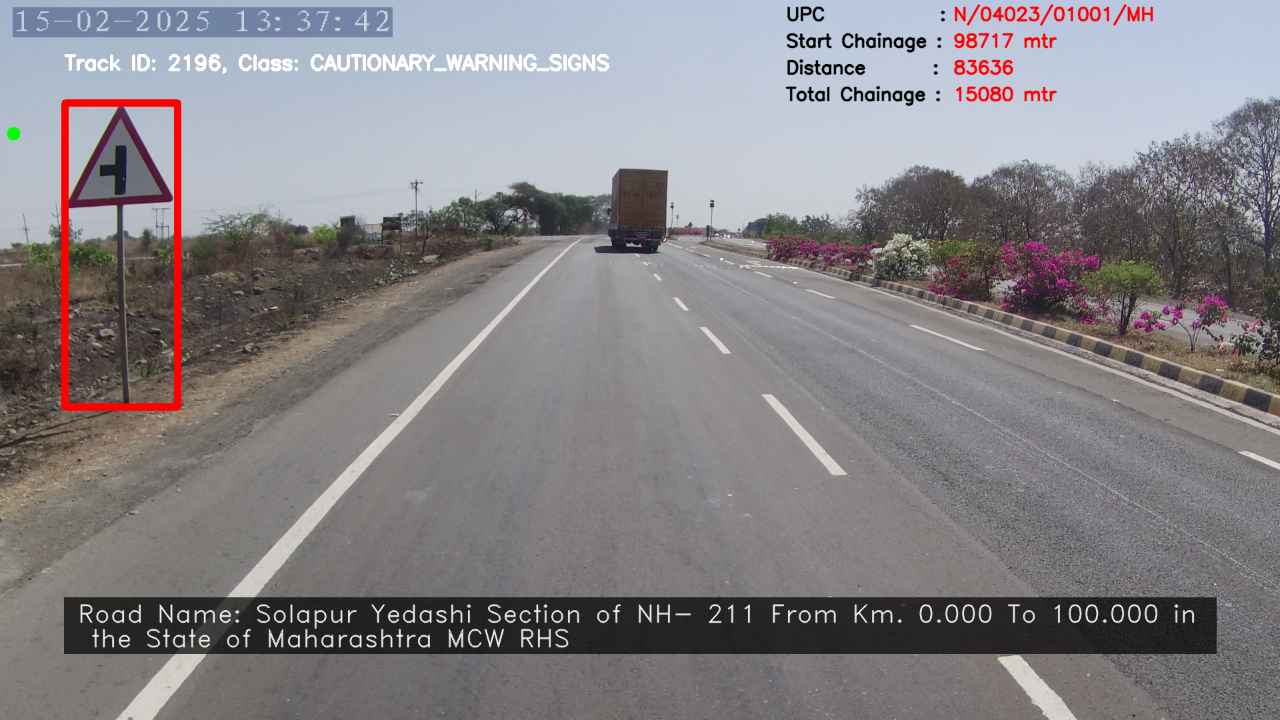 15-02-2025 13:37:42
Track ID: 2196, Class: CAUTIONARY_WARNING_SIGNS
UPC : N/04023/01001/MH
Start Chainage : 98717 mtr
Distance : 83636
Total Chainage : 15080 mtr
Road Name: Solapur Yedashi Section of NH- 211 From Km. 0.000 To 100.000 in
the State of Maharashtra MCW RHS